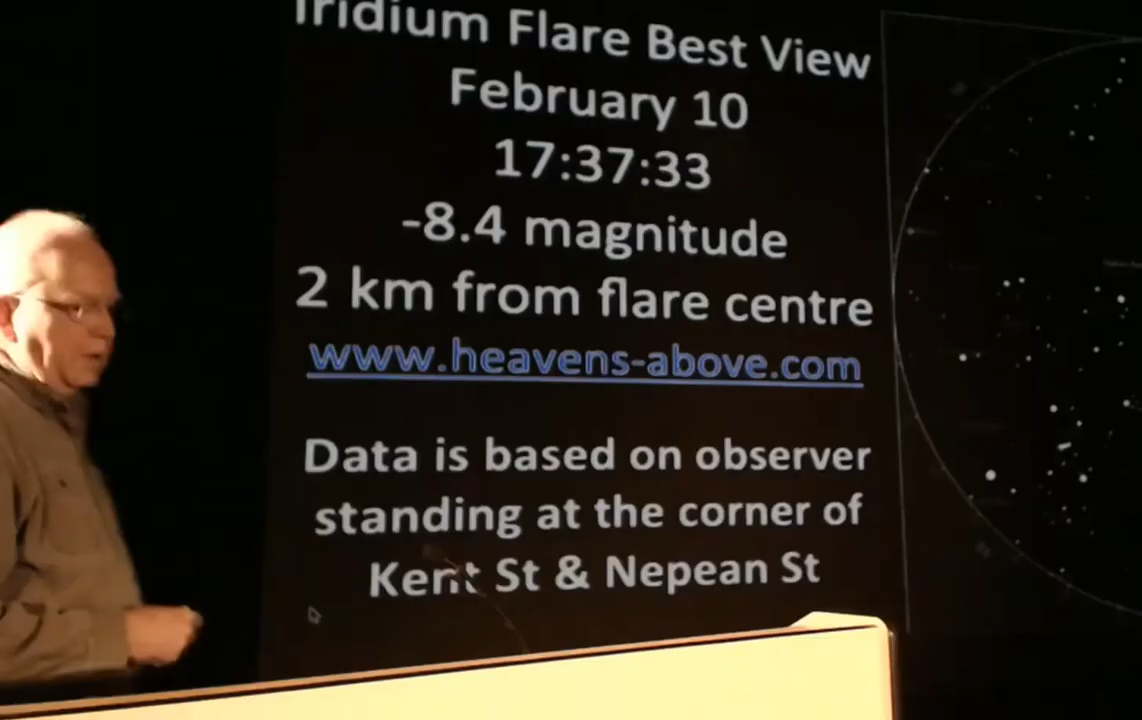 Iridium Flare Best View
February 10
17:37:33
-8.4 magnitude
2 km from flare centre
www.heavens-above.com
Data is based on observer
standing at the corner of
Kent St & Nepean St